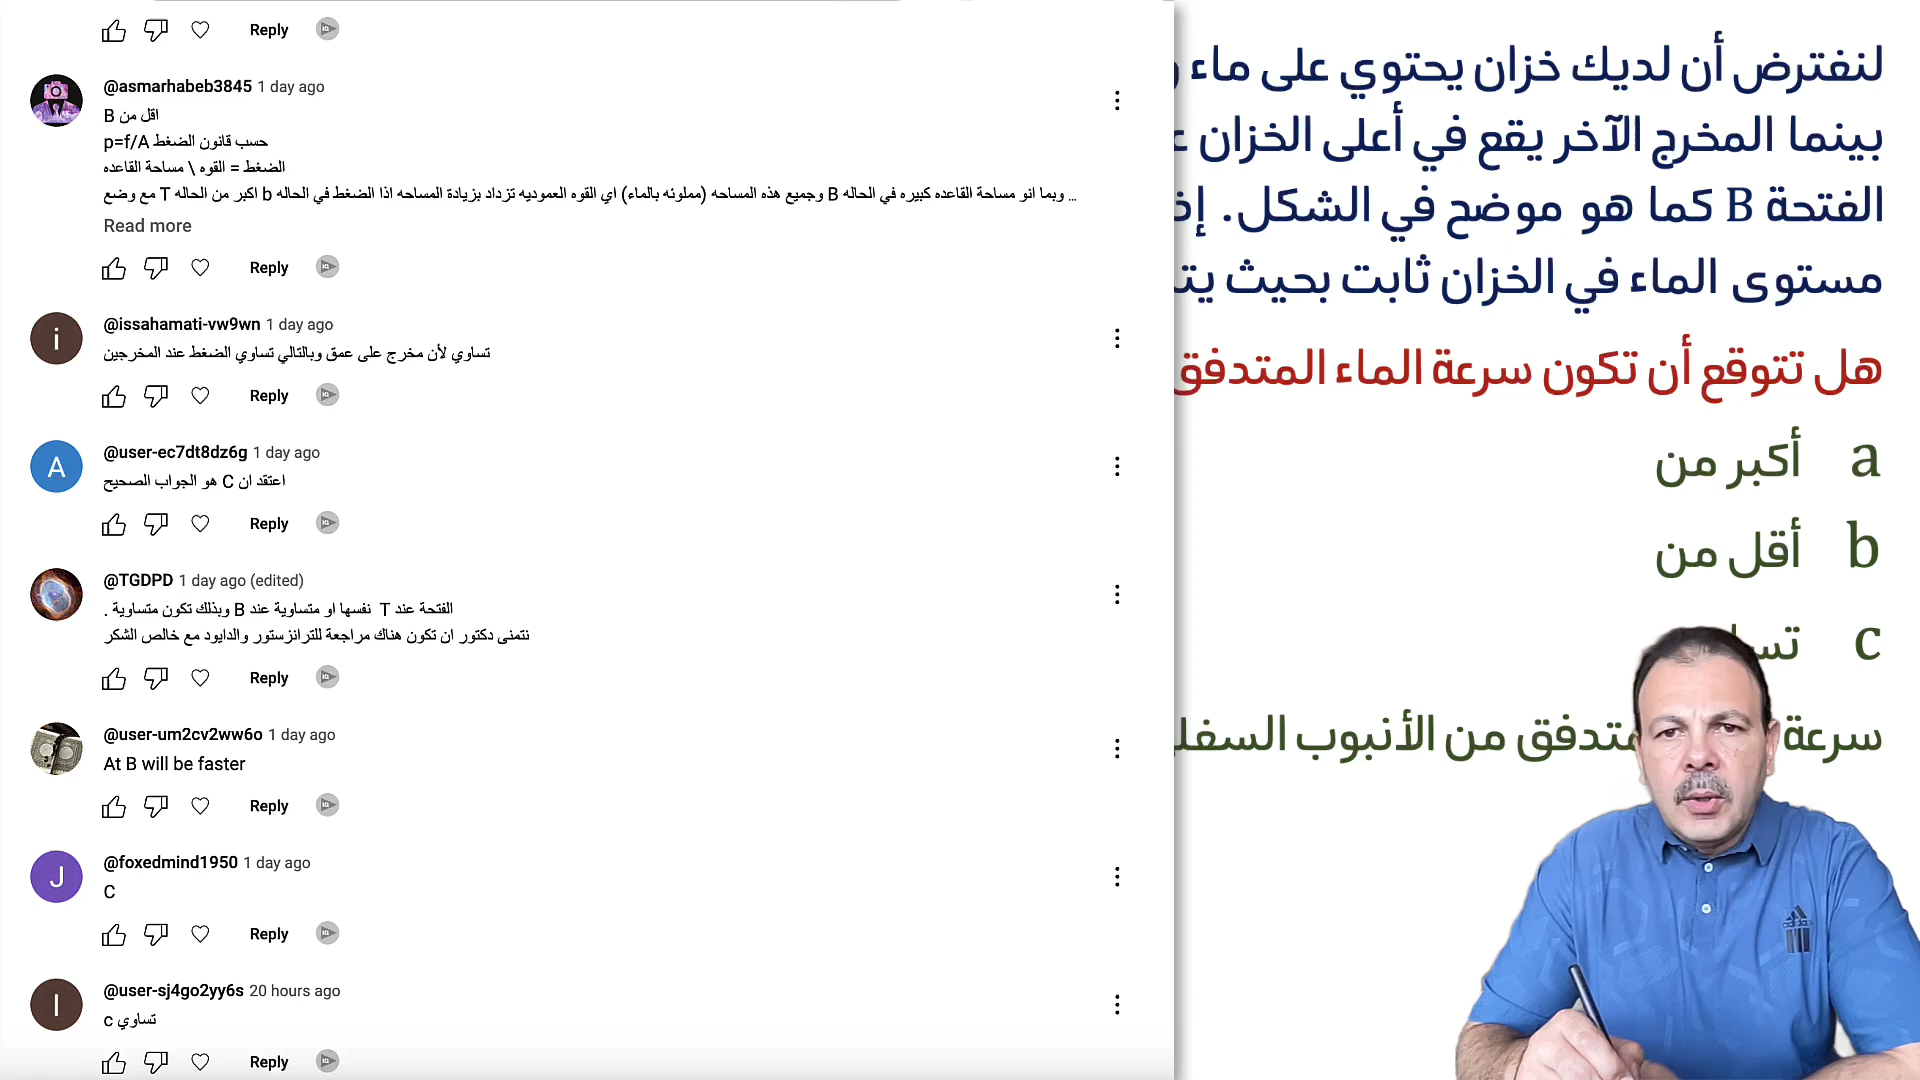 Reply
@asmarhabeb3845 1 day ago
اقل من B
حسب قانون الضغط p=f/A
الضغط = القوه \ مساحة القاعده
وبما انو مساحة القاعده كبيره في الحاله B وجميع هذه المساحه (مملوئه بالماء) اي القوه العموديه تزداد بزيادة المساحه اذا الضغط في الحاله b اكبر من الحاله T مع وضع ...
Read more
Reply
@issahamati-vw9wn 1 day ago
تساوي لأن مخرج على عمق وبالتالي تساوي الضغط عند المخرجين
Reply
@user-ec7dt8dz6g 1 day ago
اعتقد ان C هو الجواب الصحيح
Reply
@TGDPD 1 day ago (edited)
الفتحة عند T نفسها او متساوية عند B وبذلك تكون متساوية .
نتمنى دكتور ان تكون هناك مراجعة للترانزستور والدايود مع خالص الشكر
Reply
@user-um2cv2ww6o 1 day ago
At B will be faster
Reply
@foxedmind1950 1 day ago
C
Reply
@user-sj4go2yy6s 20 hours ago
تساوي c
Reply
لنفترض أن لديك خزان يحتوي على ماء
بينما المخرج الآخر يقع في أعلى الخزان
الفتحة B كما هو موضح في الشكل. إذ
مستوى الماء في الخزان ثابت بحيث
هل تتوقع أن تكون سرعة الماء المتدفق
a أكبر من
b أقل من
c
سرعة متدفق من الأنبوب
adidas